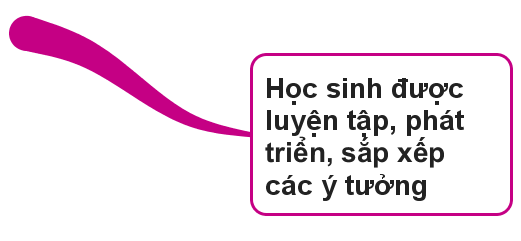 Học sinh được
luyện tập, phát
triển, sắp xếp
các ý tưởng